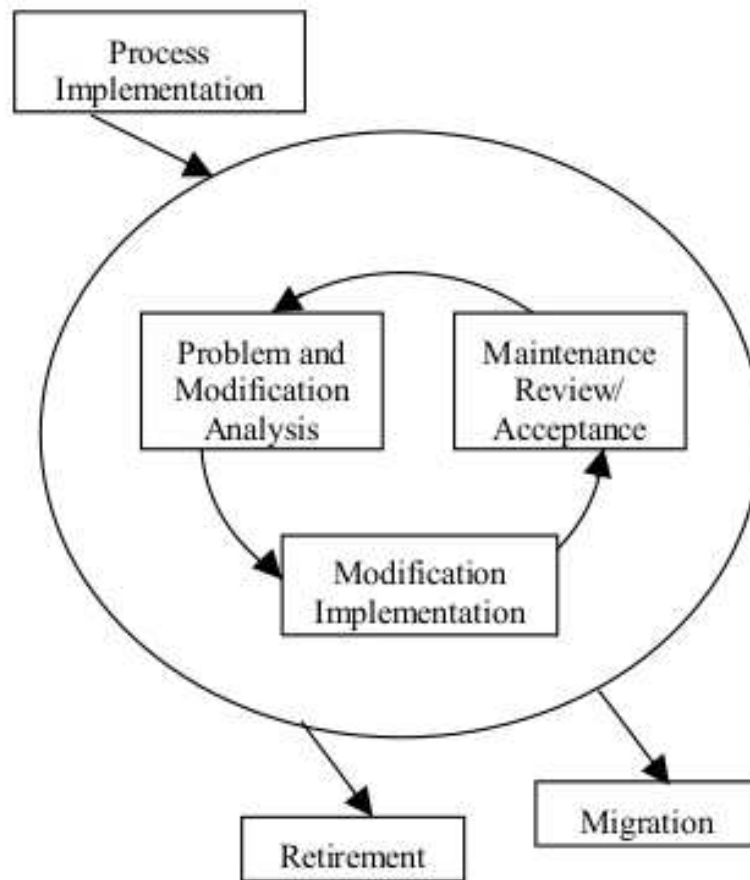 Process
Implementation
Problem and
Modification
Analysis
Maintenance
Review/
Acceptance
Modification
Implementation
Retirement
Migration